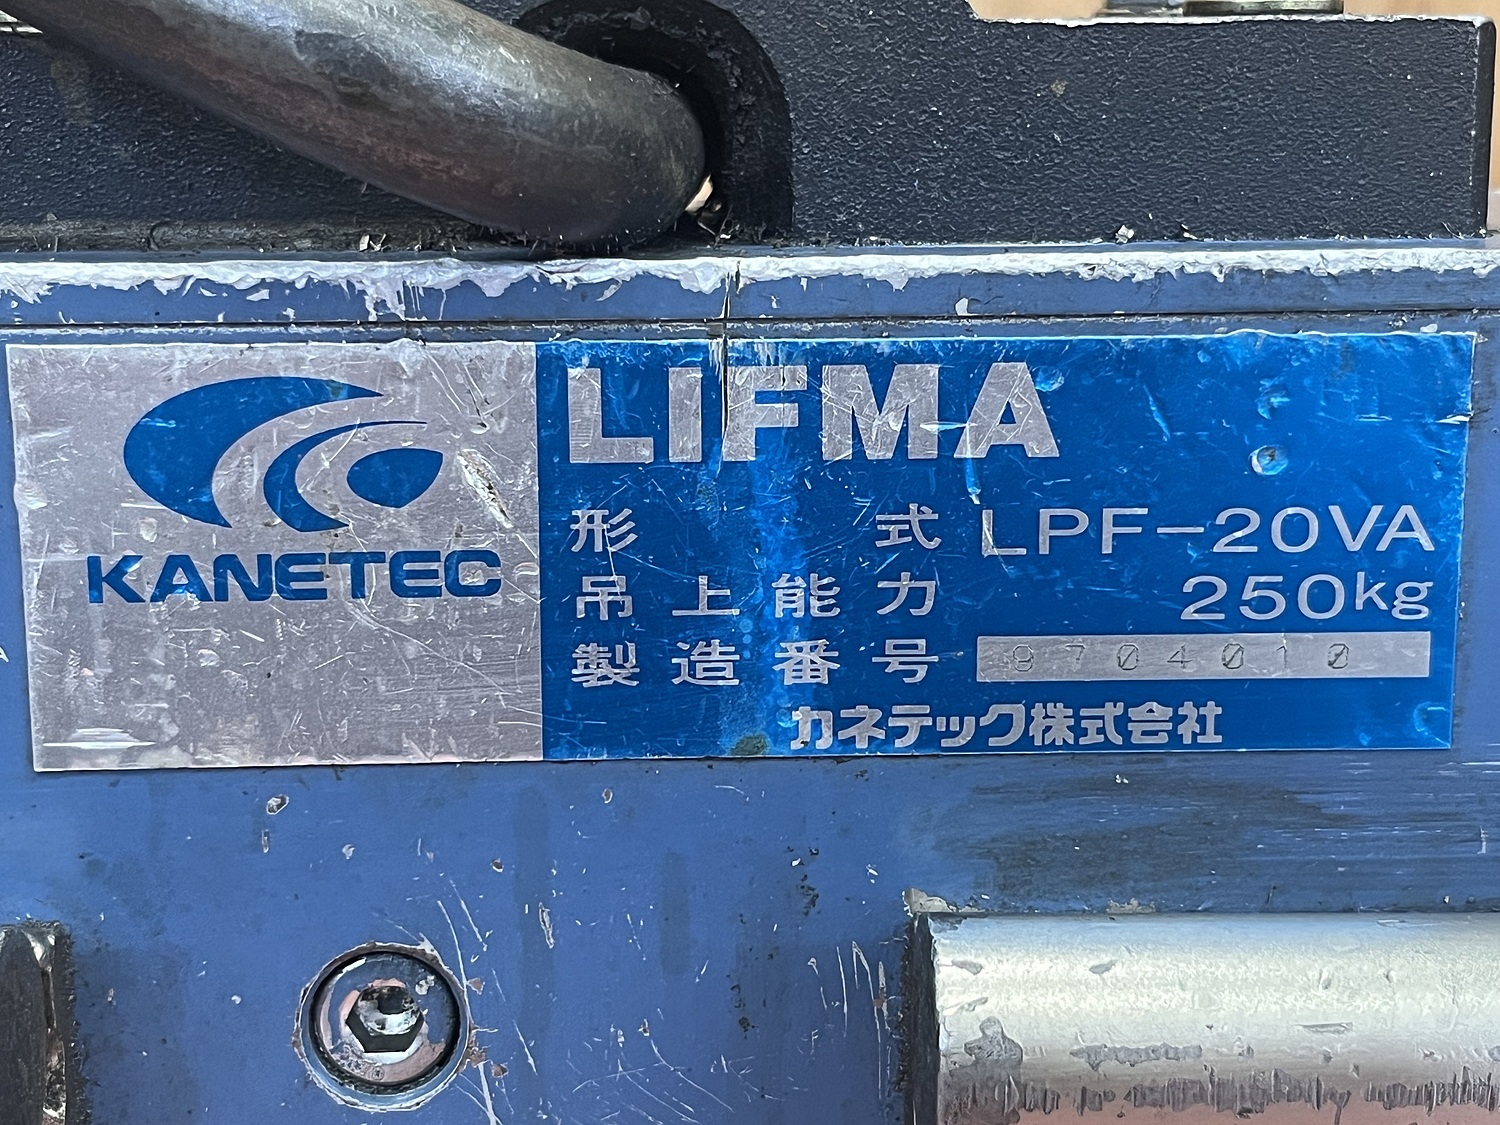 KANETEC
LIFMA
形式 LPF-20VA
吊上能力 250kg
製造番号 9704010
カネテック株式会社